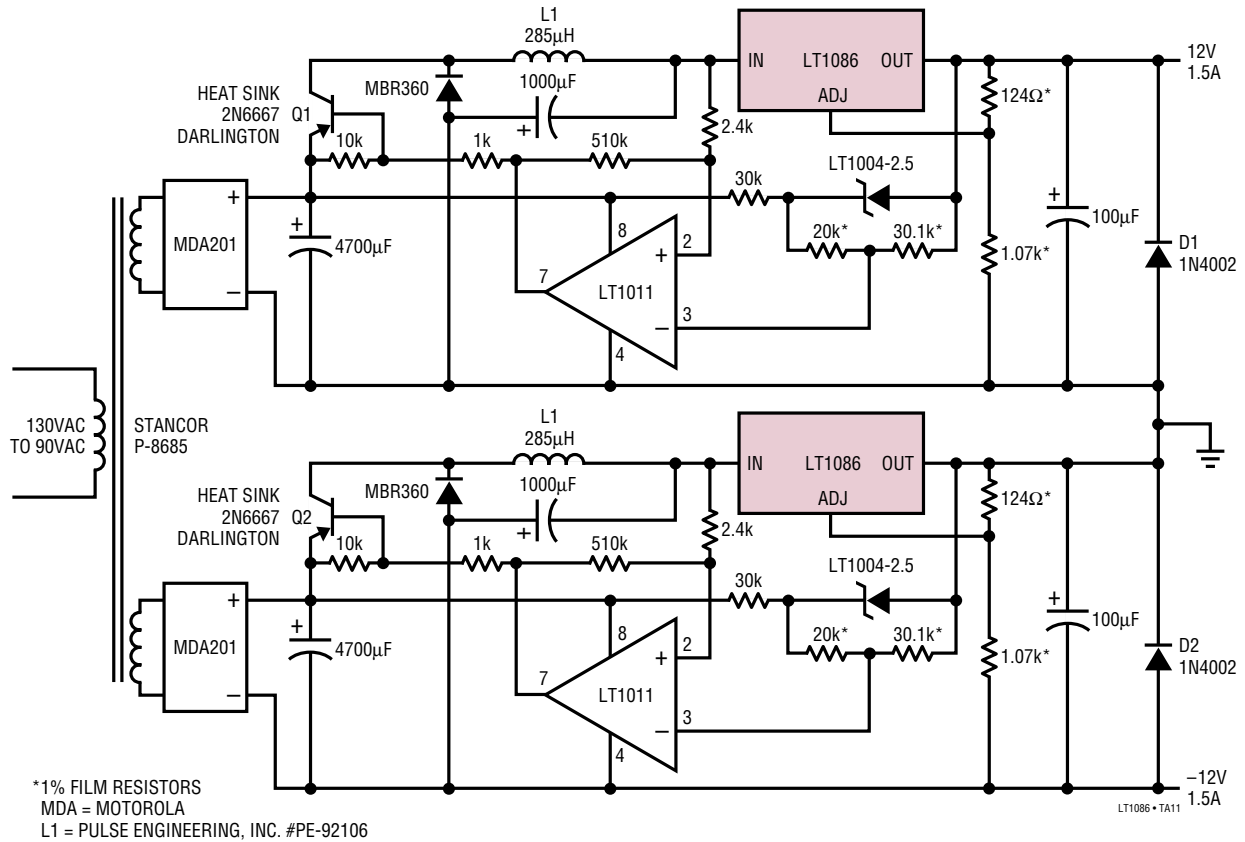 L1
285μH
1000μF
MBR360
HEAT SINK
2N6667
DARLINGTON
Q1
10k
1k
510k
2.4k
IN
LT1086
OUT
ADJ
124Ω*
12V
1.5A
LT1004-2.5
30k
20k*
30.1k*
1.07k*
+
100μF
D1
1N4002
+
MDA201
–
+
4700μF
8
2
+
7
LT1011
3
–
4
+
130VAC
TO 90VAC
STANCOR
P-8685
L1
285μH
1000μF
MBR360
HEAT SINK
2N6667
DARLINGTON
Q2
10k
1k
510k
2.4k
IN
LT1086
OUT
ADJ
124Ω*
LT1004-2.5
30k
20k*
30.1k*
1.07k*
+
100μF
D2
1N4002
+
MDA201
–
+
4700μF
8
2
+
7
LT1011
3
–
4
+
–12V
1.5A
*1% FILM RESISTORS
MDA = MOTOROLA
L1 = PULSE ENGINEERING, INC. #PE-92106
LT1086 • TA11